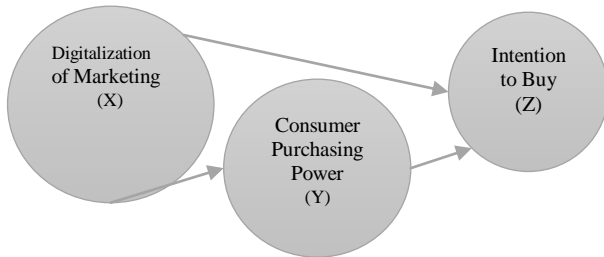 Digitalization
of Marketing
(X)
Intention
to Buy
(Z)
Consumer
Purchasing
Power
(Y)